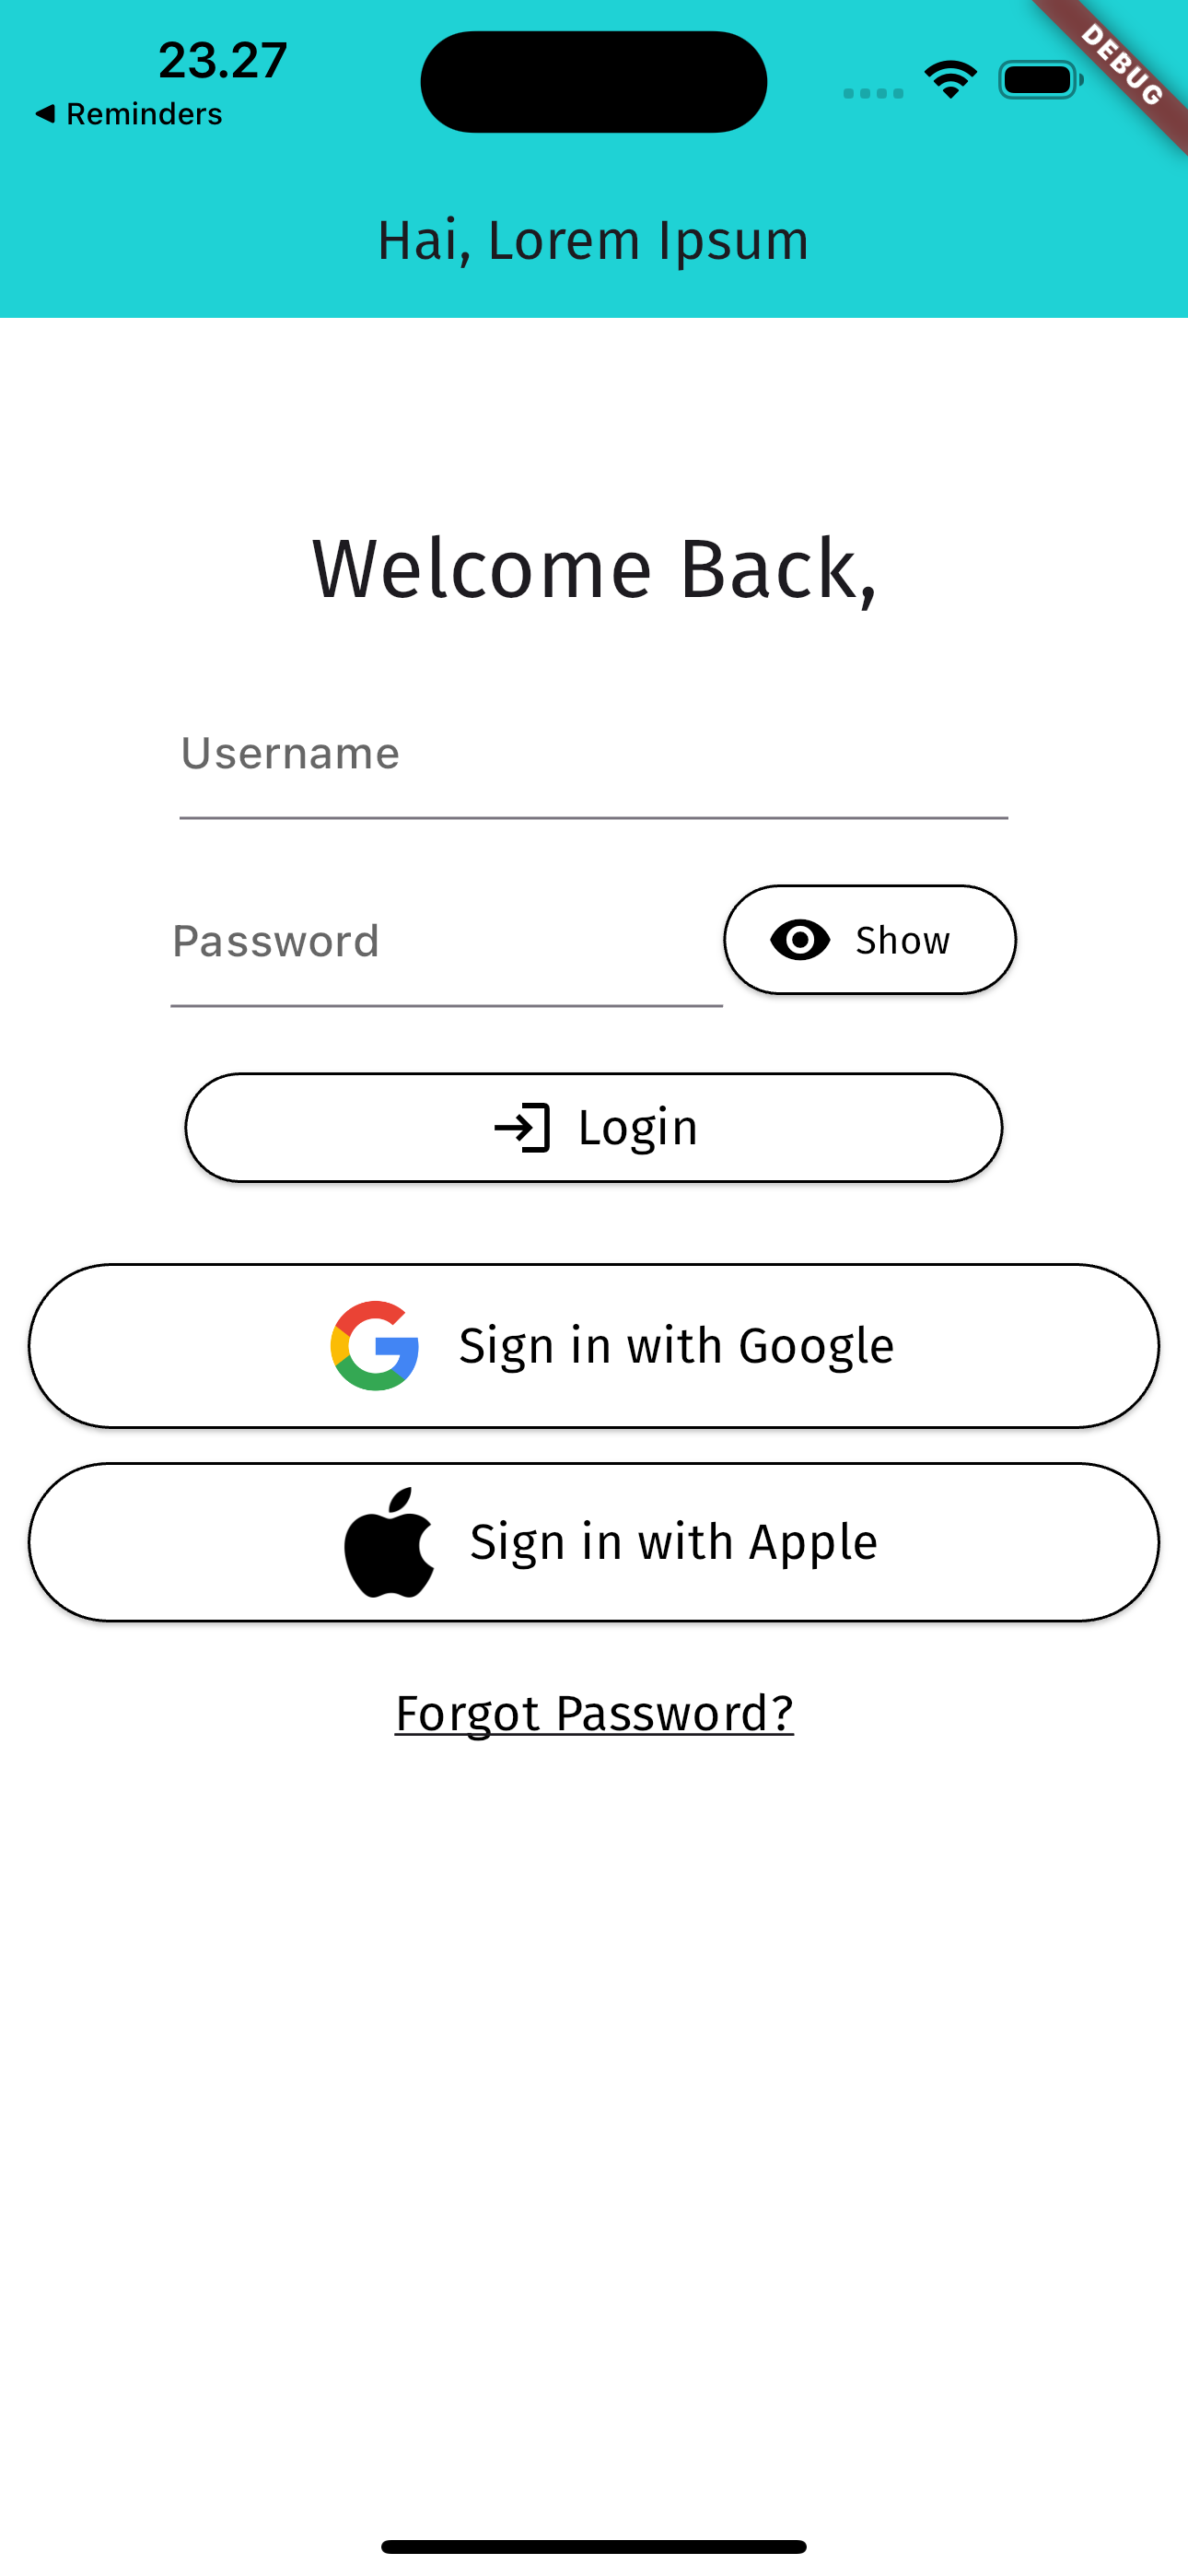 23.27
DEBUG
◀ Reminders
Hai, Lorem Ipsum
Welcome Back,
Username
Password
Show
Login
Sign in with Google
Sign in with Apple
Forgot Password?